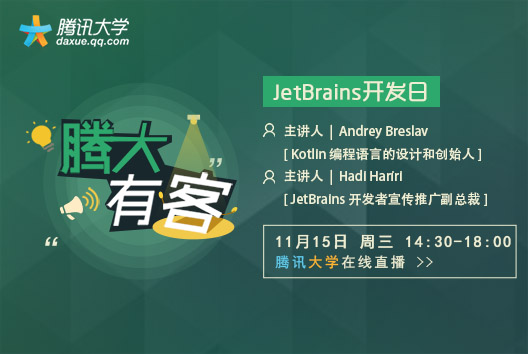 腾讯大学
daxue.qq.com
腾大
有客
JetBrains开发日
主讲人 | Andrey Breslav
[ Kotlin 编程语言的设计和创始人 ]
主讲人 | Hadi Hariri
[ JetBrains 开发者宣传推广副总裁 ]
11月15日 周三 14:30-18:00
腾讯大学在线直播 >>